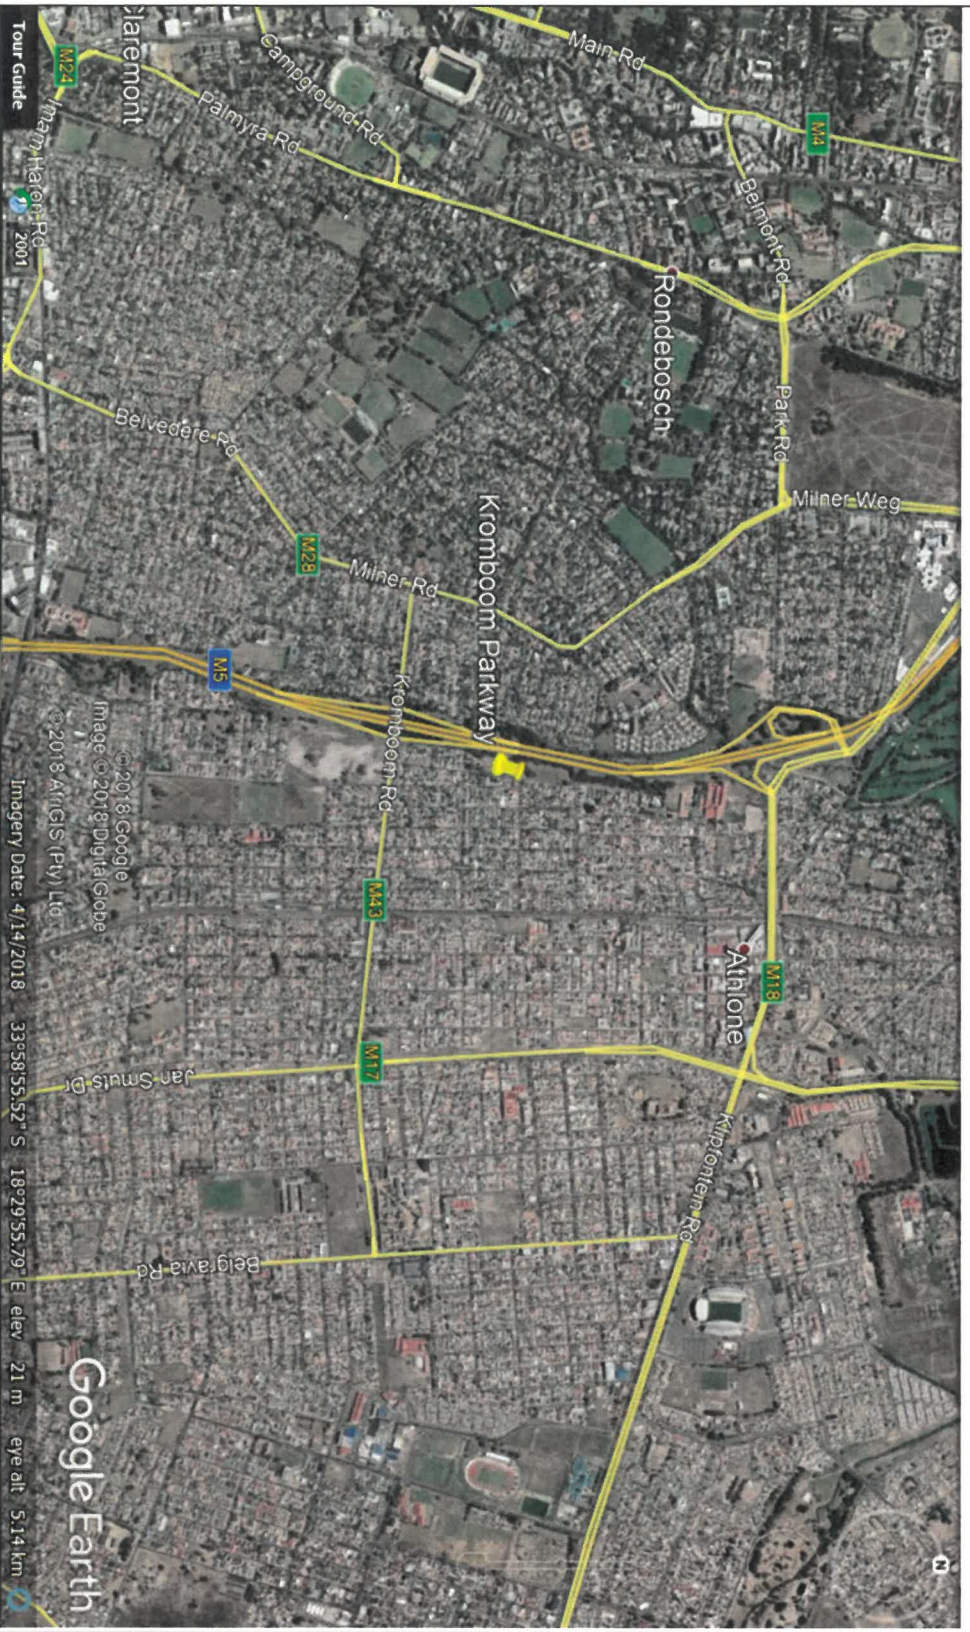 N
M4
Main Rd
Belmont Rd
Park Rd
Milner Weg
Campground Rd
Palmyra Rd
Rondebosch
M18
Athlone
Klipfontein Rd
Kromboom Parkway
Claremont
M24
Imam Haron Rd
Belvedere Rd
M28
Milner Rd
Kromboom Rd
M5
M43
M17
Jan Smuts Dr
Belgravia Rd
© 2018 Google
Image © 2018 DigitalGlobe
© 2018 AfriGIS (Pty) Ltd.
Google Earth
Tour Guide
2001
Imagery Date: 4/14/2018 33°58'55.52" S 18°29'55.79" E elev 21 m eye alt 5.14 km